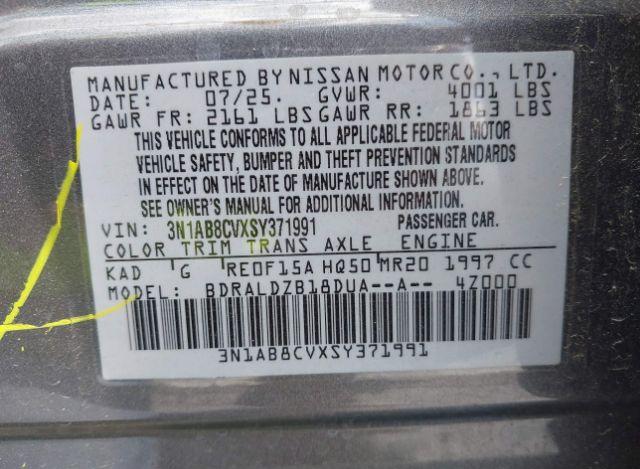 MANUFACTURED BY NISSAN MOTOR CO., LTD.
DATE: 07/25. GVWR: 4001 LBS
GAWR FR: 2161 LBS GAWR RR: 1863 LBS
THIS VEHICLE CONFORMS TO ALL APPLICABLE FEDERAL MOTOR
VEHICLE SAFETY, BUMPER AND THEFT PREVENTION STANDARDS
IN EFFECT ON THE DATE OF MANUFACTURE SHOWN ABOVE.
SEE OWNER'S MANUAL FOR ADDITIONAL INFORMATION.
VIN: 3N1AB8CVXSY371991 PASSENGER CAR.
COLOR TRIM TRANS AXLE ENGINE
KAD G RE0F15A HQ50 MR20 1997 CC
MODEL: BDRALDZB18DUA--A-- 4Z000
3N1AB8CVXSY371991